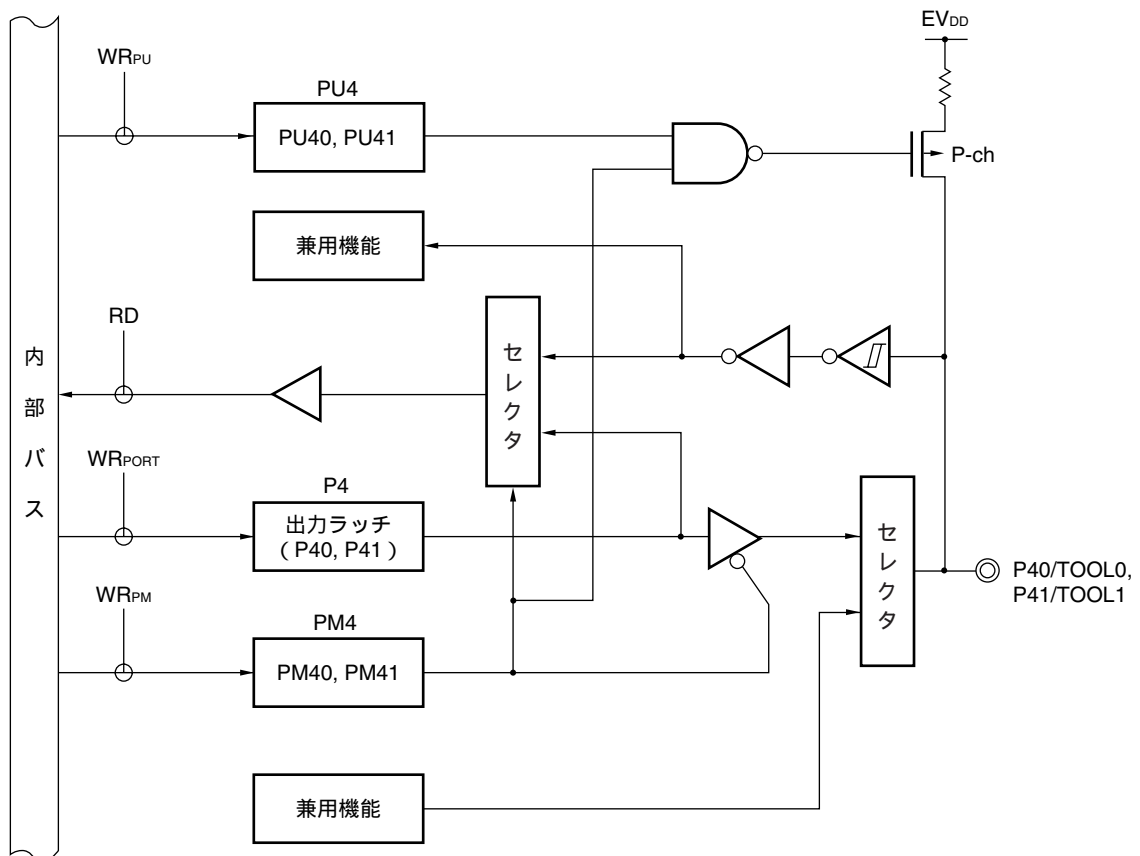 EVDD
WRPU
PU4
PU40, PU41
P-ch
兼用機能
RD
セレクタ
内部バス
WRPORT
P4
出力ラッチ
（P40, P41）
セレクタ
P40/TOOL0,
P41/TOOL1
WRPM
PM4
PM40, PM41
兼用機能